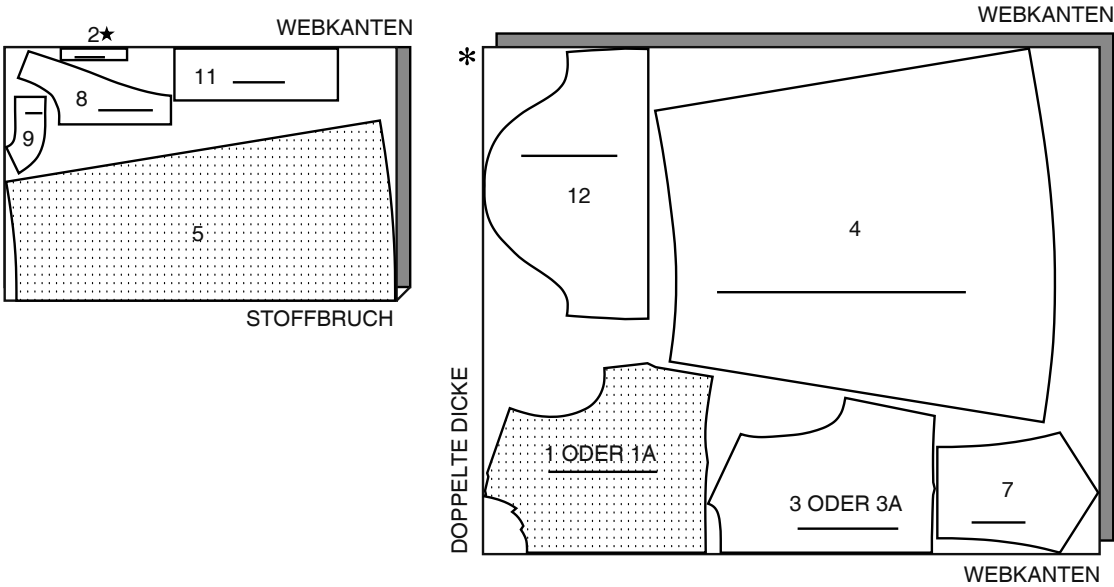 WEBKANTEN
2★
11
8
9
5
STOFFBRUCH
WEBKANTEN
*
12
4
DOPPELTE DICKE
1 ODER 1A
3 ODER 3A
7
WEBKANTEN